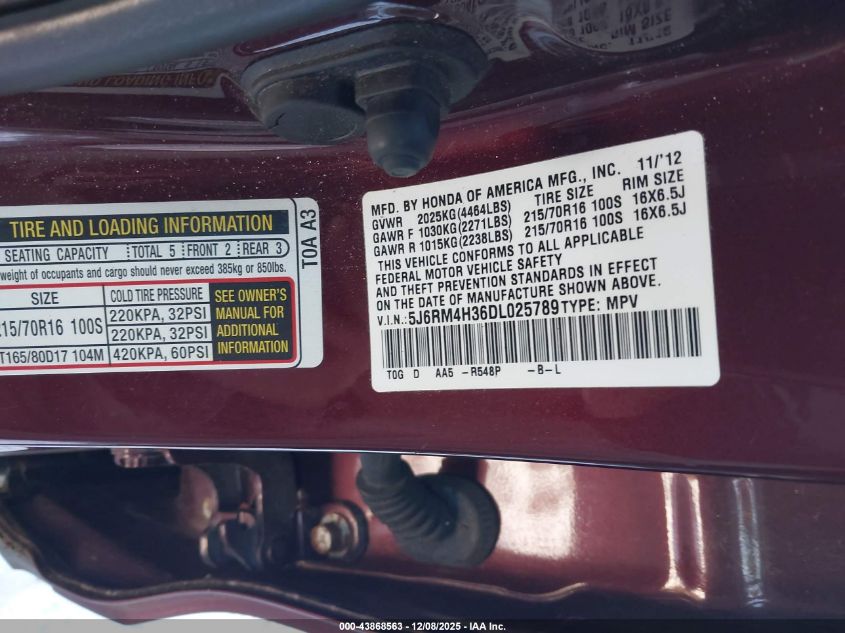 TIRE AND LOADING INFORMATION
SEATING CAPACITY TOTAL 5 FRONT 2 REAR 3
weight of occupants and cargo should never exceed 385kg or 850lbs.
SIZE COLD TIRE PRESSURE SEE OWNER'S MANUAL FOR ADDITIONAL INFORMATION
215/70R16 100S 220KPA, 32PSI
220KPA, 32PSI
T165/80D17 104M 420KPA, 60PSI
T0A A3
MFD. BY HONDA OF AMERICA MFG., INC. 11/'12
GVWR 2025KG(4464LBS) TIRE SIZE RIM SIZE
GAWR F 1030KG(2271LBS) 215/70R16 100S 16X6.5J
GAWR R 1015KG(2238LBS) 215/70R16 100S 16X6.5J
THIS VEHICLE CONFORMS TO ALL APPLICABLE
FEDERAL MOTOR VEHICLE SAFETY
AND THEFT PREVENTION STANDARDS IN EFFECT
ON THE DATE OF MANUFACTURE SHOWN ABOVE.
V.I.N.: 5J6RM4H36DL025789 TYPE: MPV
T0G D AA5 -R548P -B-L
000-43868563 - 12/08/2025 - IAA Inc.